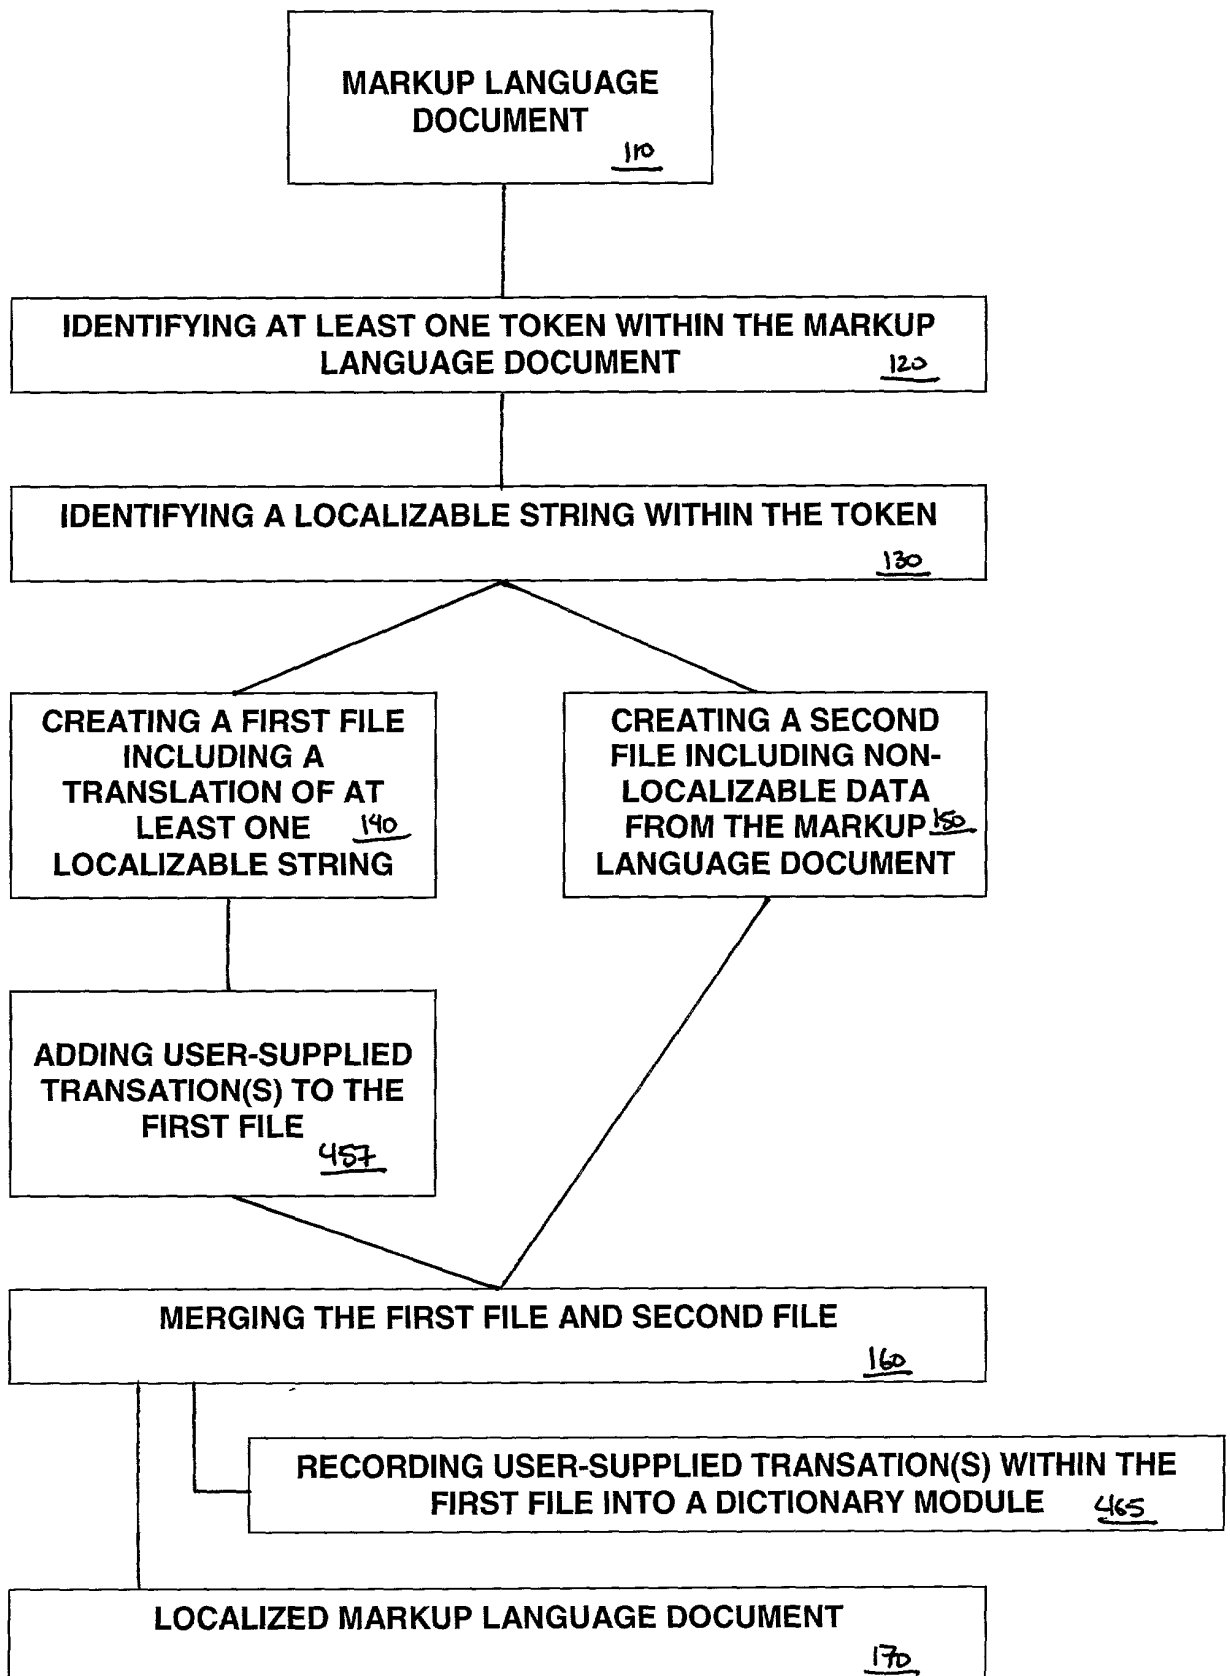 MARKUP LANGUAGE
DOCUMENT
110
IDENTIFYING AT LEAST ONE TOKEN WITHIN THE MARKUP
LANGUAGE DOCUMENT 120
IDENTIFYING A LOCALIZABLE STRING WITHIN THE TOKEN
130
CREATING A FIRST FILE
INCLUDING A
TRANSLATION OF AT
LEAST ONE 140
LOCALIZABLE STRING
CREATING A SECOND
FILE INCLUDING NON-
LOCALIZABLE DATA
FROM THE MARKUP 150
LANGUAGE DOCUMENT
ADDING USER-SUPPLIED
TRANSATION(S) TO THE
FIRST FILE
457
MERGING THE FIRST FILE AND SECOND FILE
160
RECORDING USER-SUPPLIED TRANSATION(S) WITHIN THE
FIRST FILE INTO A DICTIONARY MODULE 465
LOCALIZED MARKUP LANGUAGE DOCUMENT
170